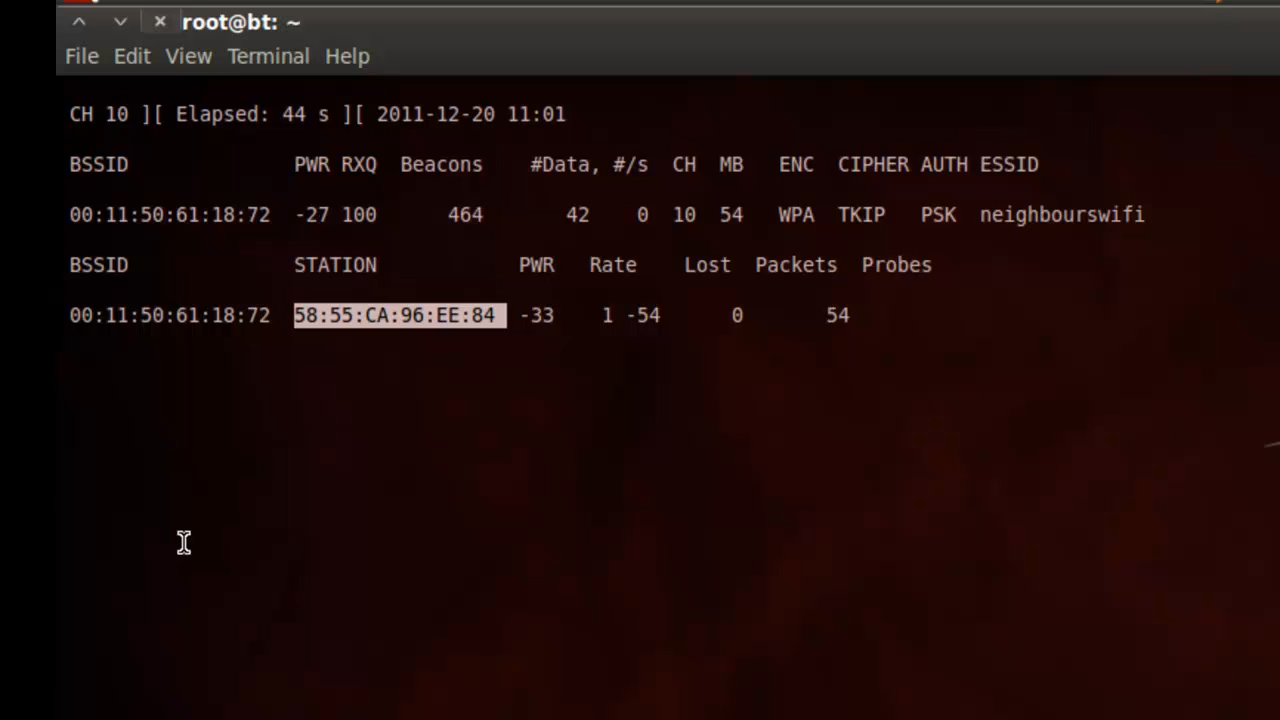 root@bt: ~
File Edit View Terminal Help
CH 10 ][ Elapsed: 44 s ][ 2011-12-20 11:01
BSSID PWR RXQ Beacons #Data, #/s CH MB ENC CIPHER AUTH ESSID
00:11:50:61:18:72 -27 100 464 42 0 10 54 WPA TKIP PSK neighbourswifi
BSSID STATION PWR Rate Lost Packets Probes
00:11:50:61:18:72 58:55:CA:96:EE:84 -33 1 -54 0 54